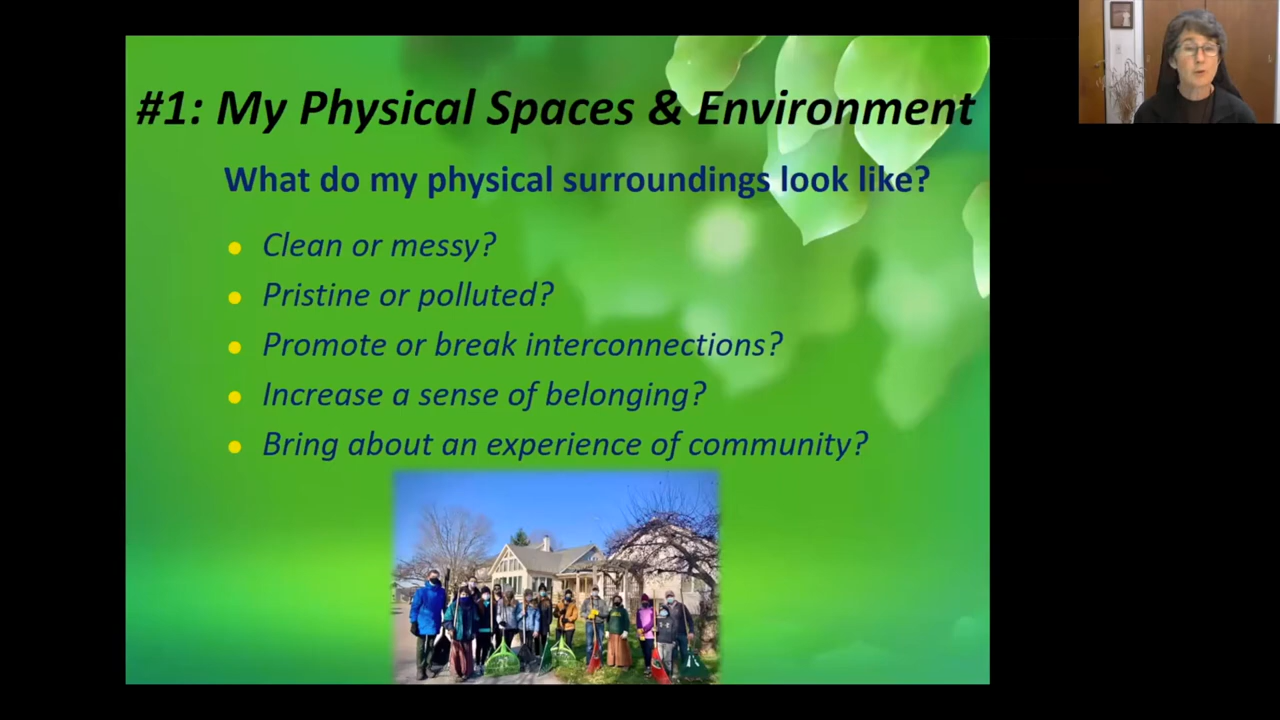 #1: My Physical Spaces & Environment
What do my physical surroundings look like?
Clean or messy?
Pristine or polluted?
Promote or break interconnections?
Increase a sense of belonging?
Bring about an experience of community?